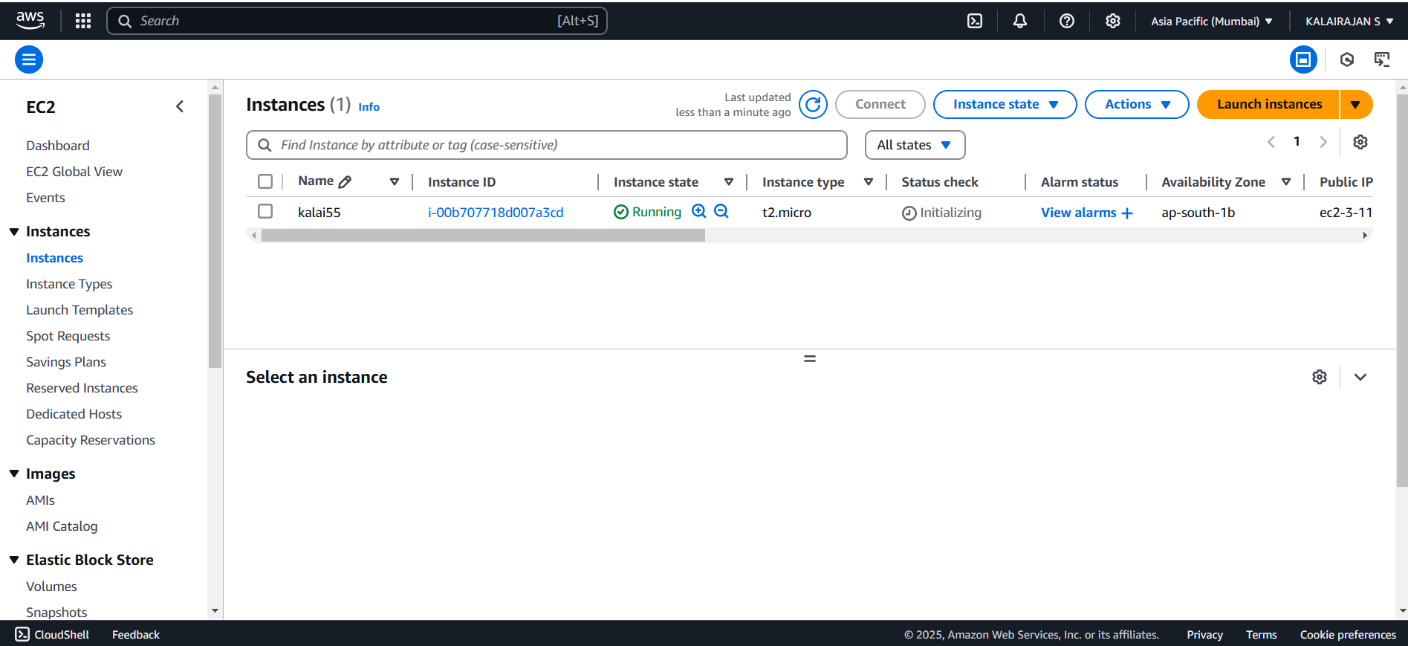 aws Search [Alt+S] Asia Pacific (Mumbai) KALAIRAJAN S
EC2
Dashboard
EC2 Global View
Events
Instances
Instances
Instance Types
Launch Templates
Spot Requests
Savings Plans
Reserved Instances
Dedicated Hosts
Capacity Reservations
Images
AMIs
AMI Catalog
Elastic Block Store
Volumes
Snapshots
Instances (1) Info
Last updated
less than a minute ago
Connect Instance state Actions Launch instances
Find Instance by attribute or tag (case-sensitive) All states 1
Name Instance ID Instance state Instance type Status check Alarm status Availability Zone Public IP
kalai55 i-00b707718d007a3cd Running t2.micro Initializing View alarms + ap-south-1b ec2-3-11
Select an instance
CloudShell Feedback © 2025, Amazon Web Services, Inc. or its affiliates. Privacy Terms Cookie preferences